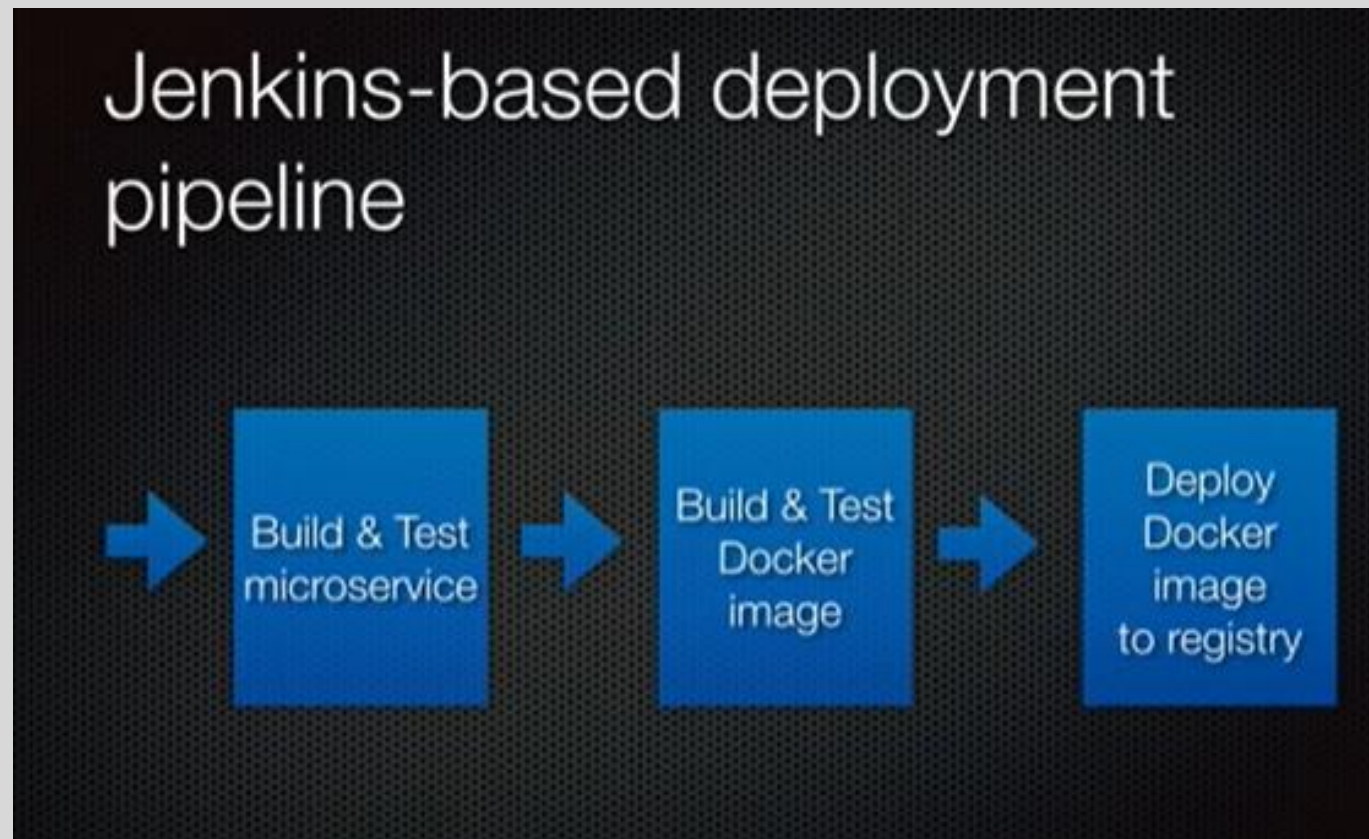 Jenkins-based deployment
pipeline
Build & Test
microservice
Build & Test
Docker
image
Deploy
Docker
image
to registry